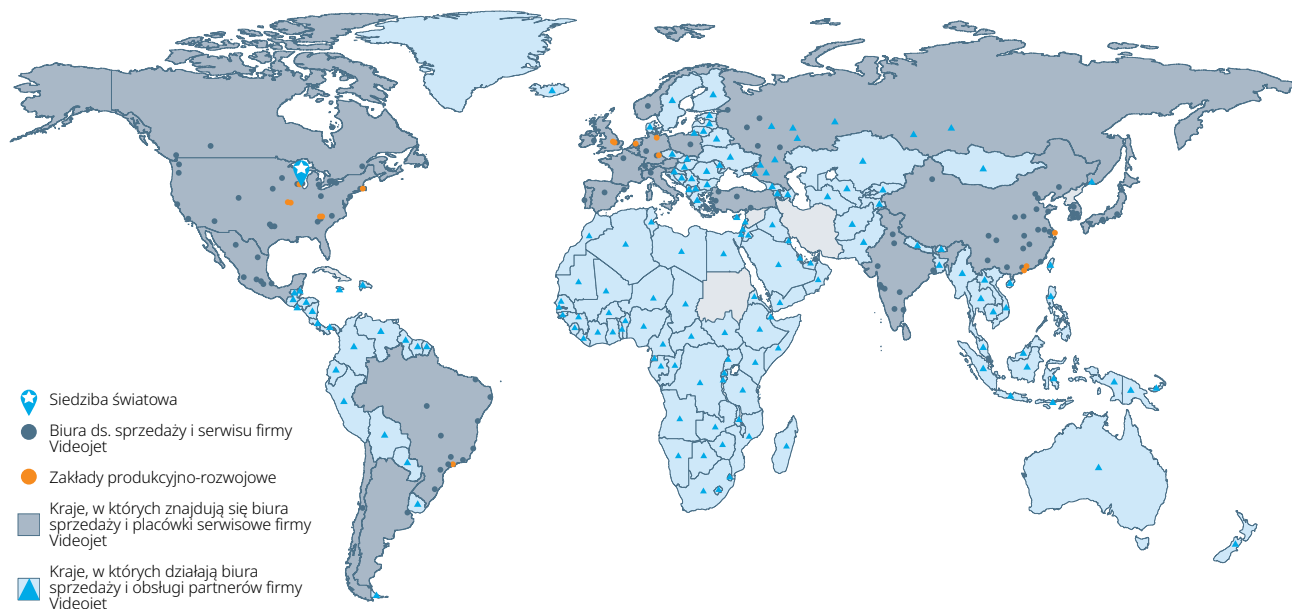 Siedziba światowa
Biura ds. sprzedaży i serwisu firmy
Videojet
Zakłady produkcyjno-rozwojowe
Kraje, w których znajdują się biura
sprzedaży i placówki serwisowe firmy
Videojet
Kraje, w których działają biura
sprzedaży i obsługi partnerów firmy
Videojet